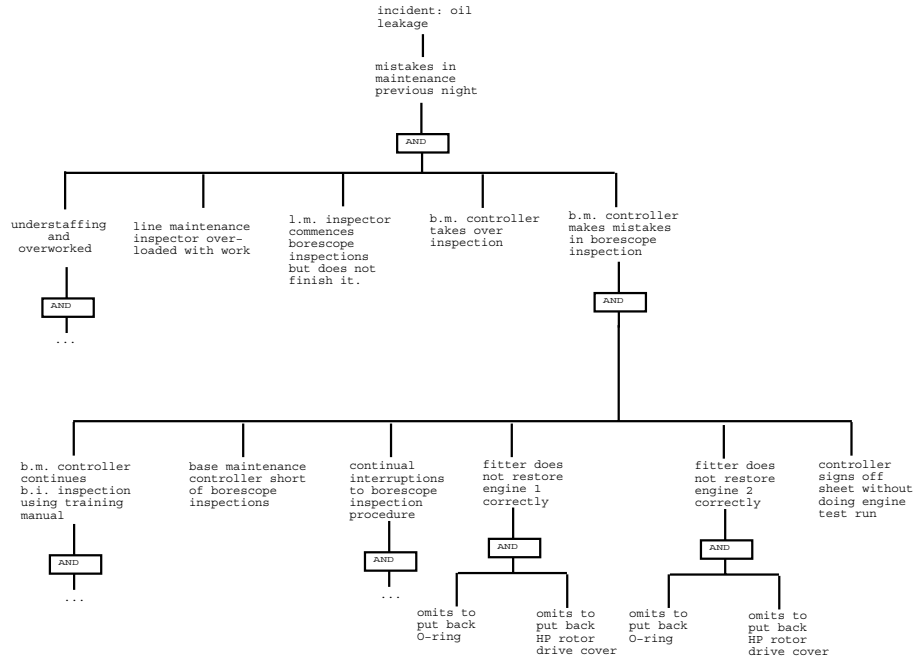 incident: oil
leakage
mistakes in
maintenance
previous night
AND
understaffing
and
overworked
line maintenance
inspector over-
loaded with work
l.m. inspector
commences
borescope
inspections
but does not
finish it.
b.m. controller
takes over
inspection
b.m. controller
makes mistakes
in borescope
inspection
AND
...
AND
b.m. controller
continues
b.i. inspection
using training
manual
base maintenance
controller short
of borescope
inspections
continual
interruptions
to borescope
inspection
procedure
fitter does
not restore
engine 1
correctly
fitter does
not restore
engine 2
correctly
controller
signs off
sheet without
doing engine
test run
AND
...
AND
...
AND
AND
omits to
put back
O-ring
omits to
put back
HP rotor
drive cover
omits to
put back
O-ring
omits to
put back
HP rotor
drive cover